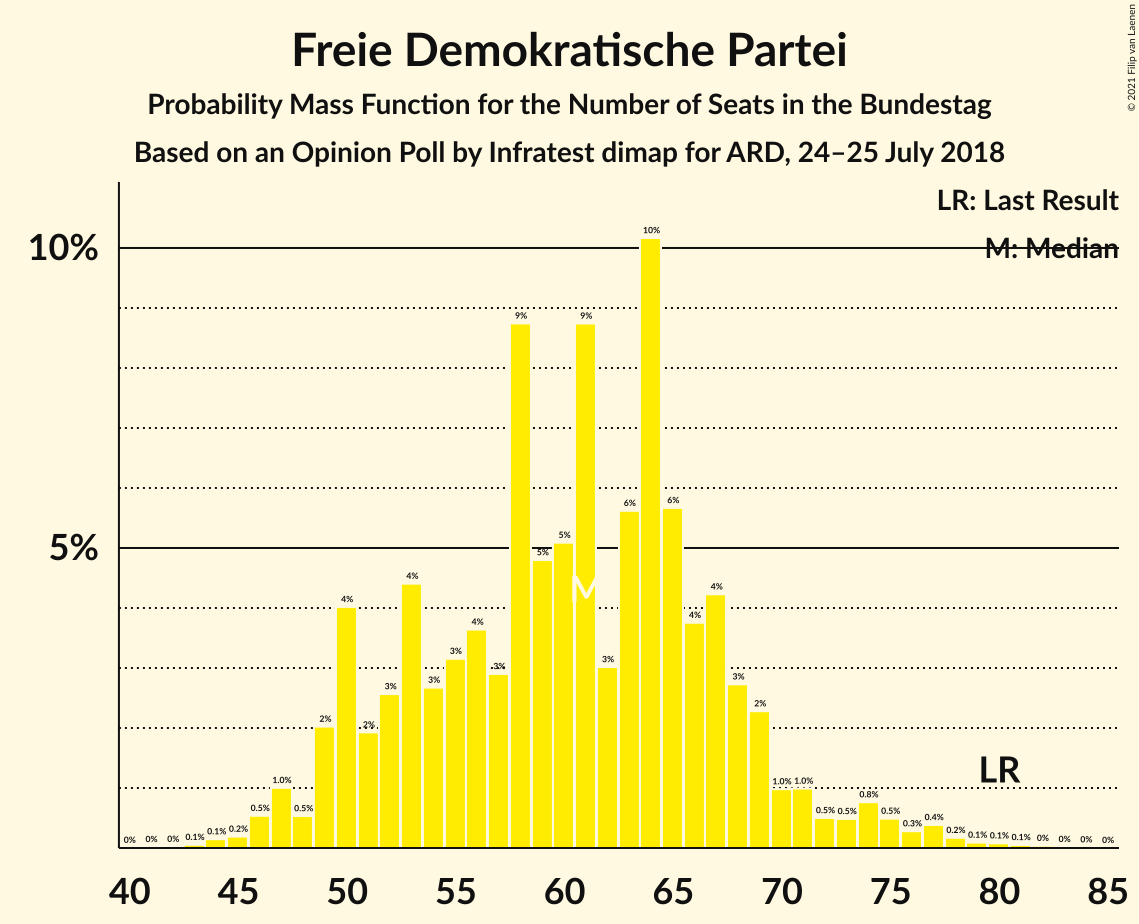 © 2021 Filip van Laenen
Freie Demokratische Partei
Probability Mass Function for the Number of Seats in the Bundestag
Based on an Opinion Poll by Infratest dimap for ARD, 24–25 July 2018
LR: Last Result
M: Median
10%
5%
0% 0% 0% 0.1% 0.1% 0.2% 0.5% 1.0% 0.5% 2% 4% 2% 3% 4% 3% 3% 4% 3% 9% 5% 5% 9% 3% 6% 10% 6% 4% 4% 3% 2% 1.0% 1.0% 0.5% 0.5% 0.8% 0.5% 0.3% 0.4% 0.2% 0.1% 0.1% 0.1% 0% 0% 0% 0%
M
LR
40 45 50 55 60 65 70 75 80 85